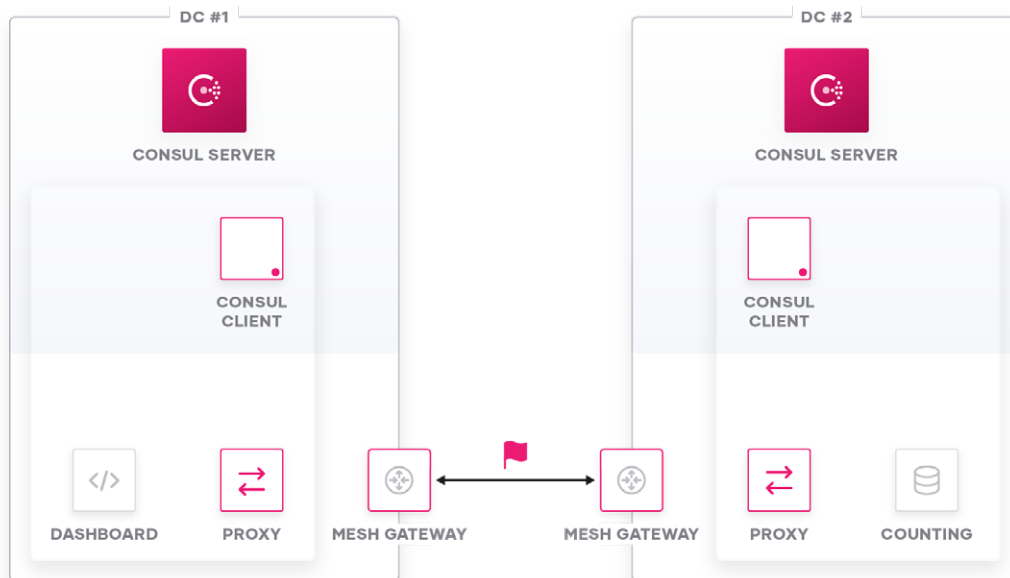 DC #1
DC #2
CONSUL SERVER
CONSUL SERVER
CONSUL
CLIENT
CONSUL
CLIENT
</>
DASHBOARD
PROXY
MESH GATEWAY
MESH GATEWAY
PROXY
COUNTING